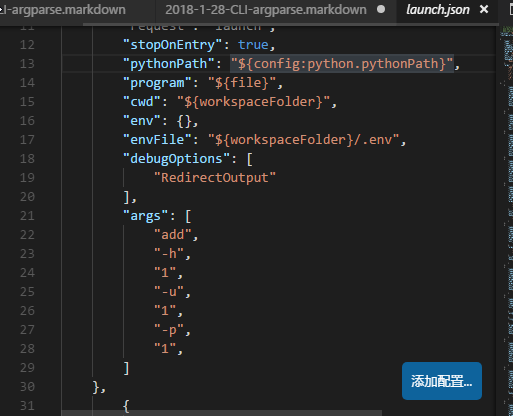 LI-argparse.markdown 2018-1-28-CLI-argparse.markdown launch.json
11 "request": "launch",
12 "stopOnEntry": true,
13 "pythonPath": "${config:python.pythonPath}",
14 "program": "${file}",
15 "cwd": "${workspaceFolder}",
16 "env": {},
17 "envFile": "${workspaceFolder}/.env",
18 "debugOptions": [
19 "RedirectOutput"
20 ],
21 "args": [
22 "add",
23 "-h",
24 "1",
25 "-u",
26 "1",
27 "-p",
28 "1",
29 ]
30 },
31 {
添加配置...